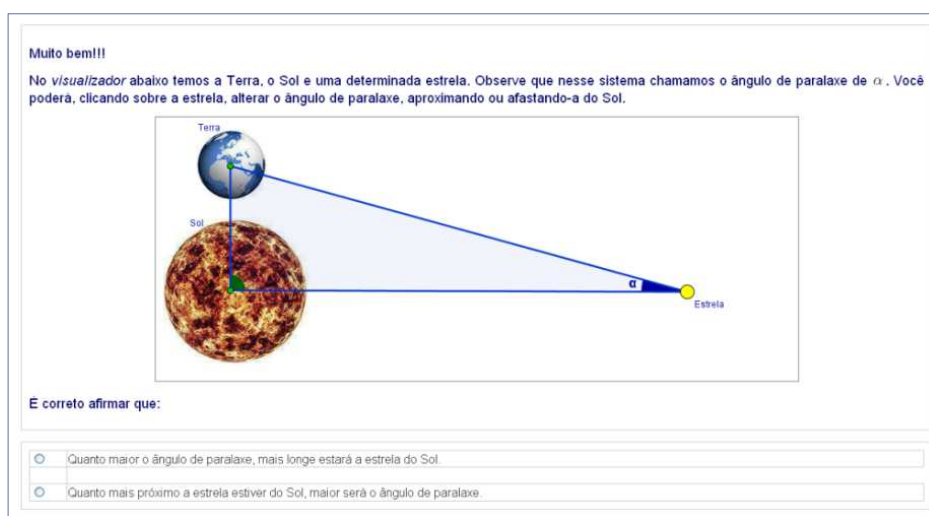 Muito bem!!!
No visualizador abaixo temos a Terra, o Sol e uma determinada estrela. Observe que nesse sistema chamamos o ângulo de paralaxe de α. Você
poderá, clicando sobre a estrela, alterar o ângulo de paralaxe, aproximando ou afastando-a do Sol.
Terra
Sol
α
Estrela
É correto afirmar que:
Quanto maior o ângulo de paralaxe, mais longe estará a estrela do Sol.
Quanto mais próximo a estrela estiver do Sol, maior será o ângulo de paralaxe.